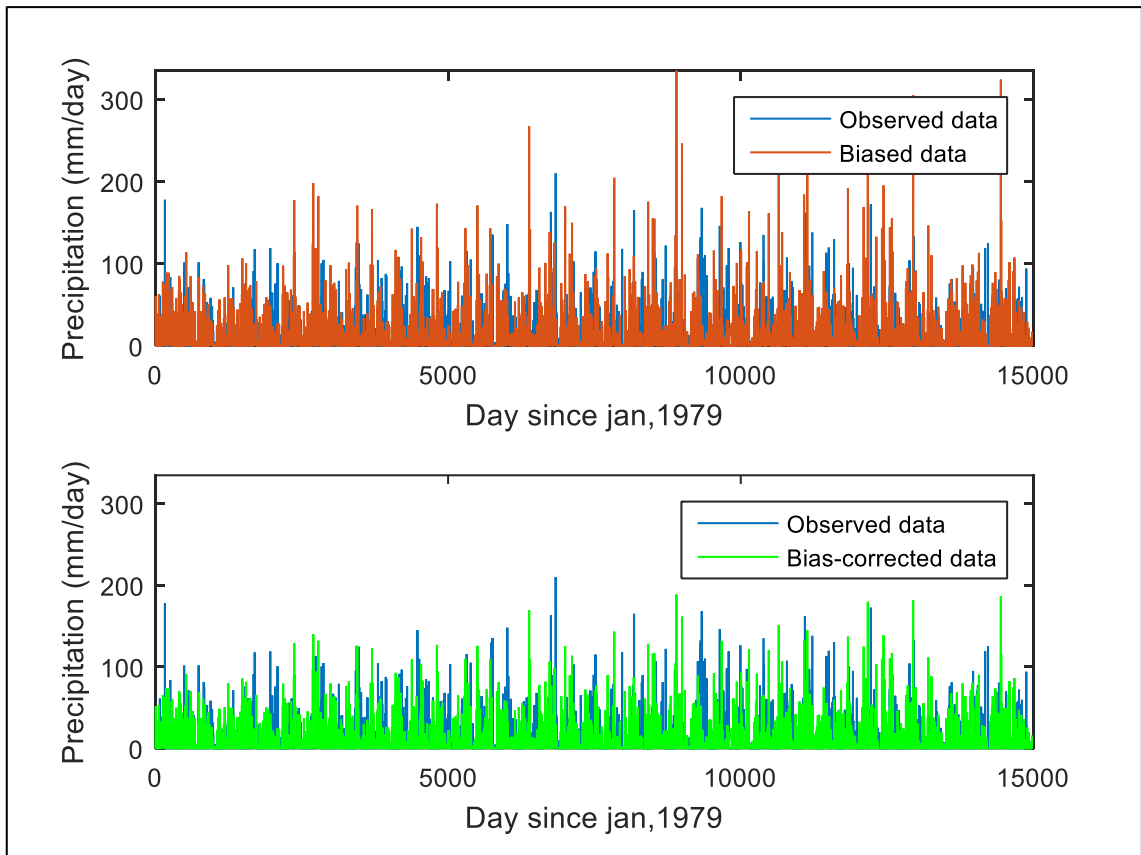 Precipitation (mm/day)
300
200
100
0
Observed data
Biased data
0 5000 10000 15000
Day since jan,1979
Precipitation (mm/day)
300
200
100
0
Observed data
Bias-corrected data
0 5000 10000 15000
Day since jan,1979